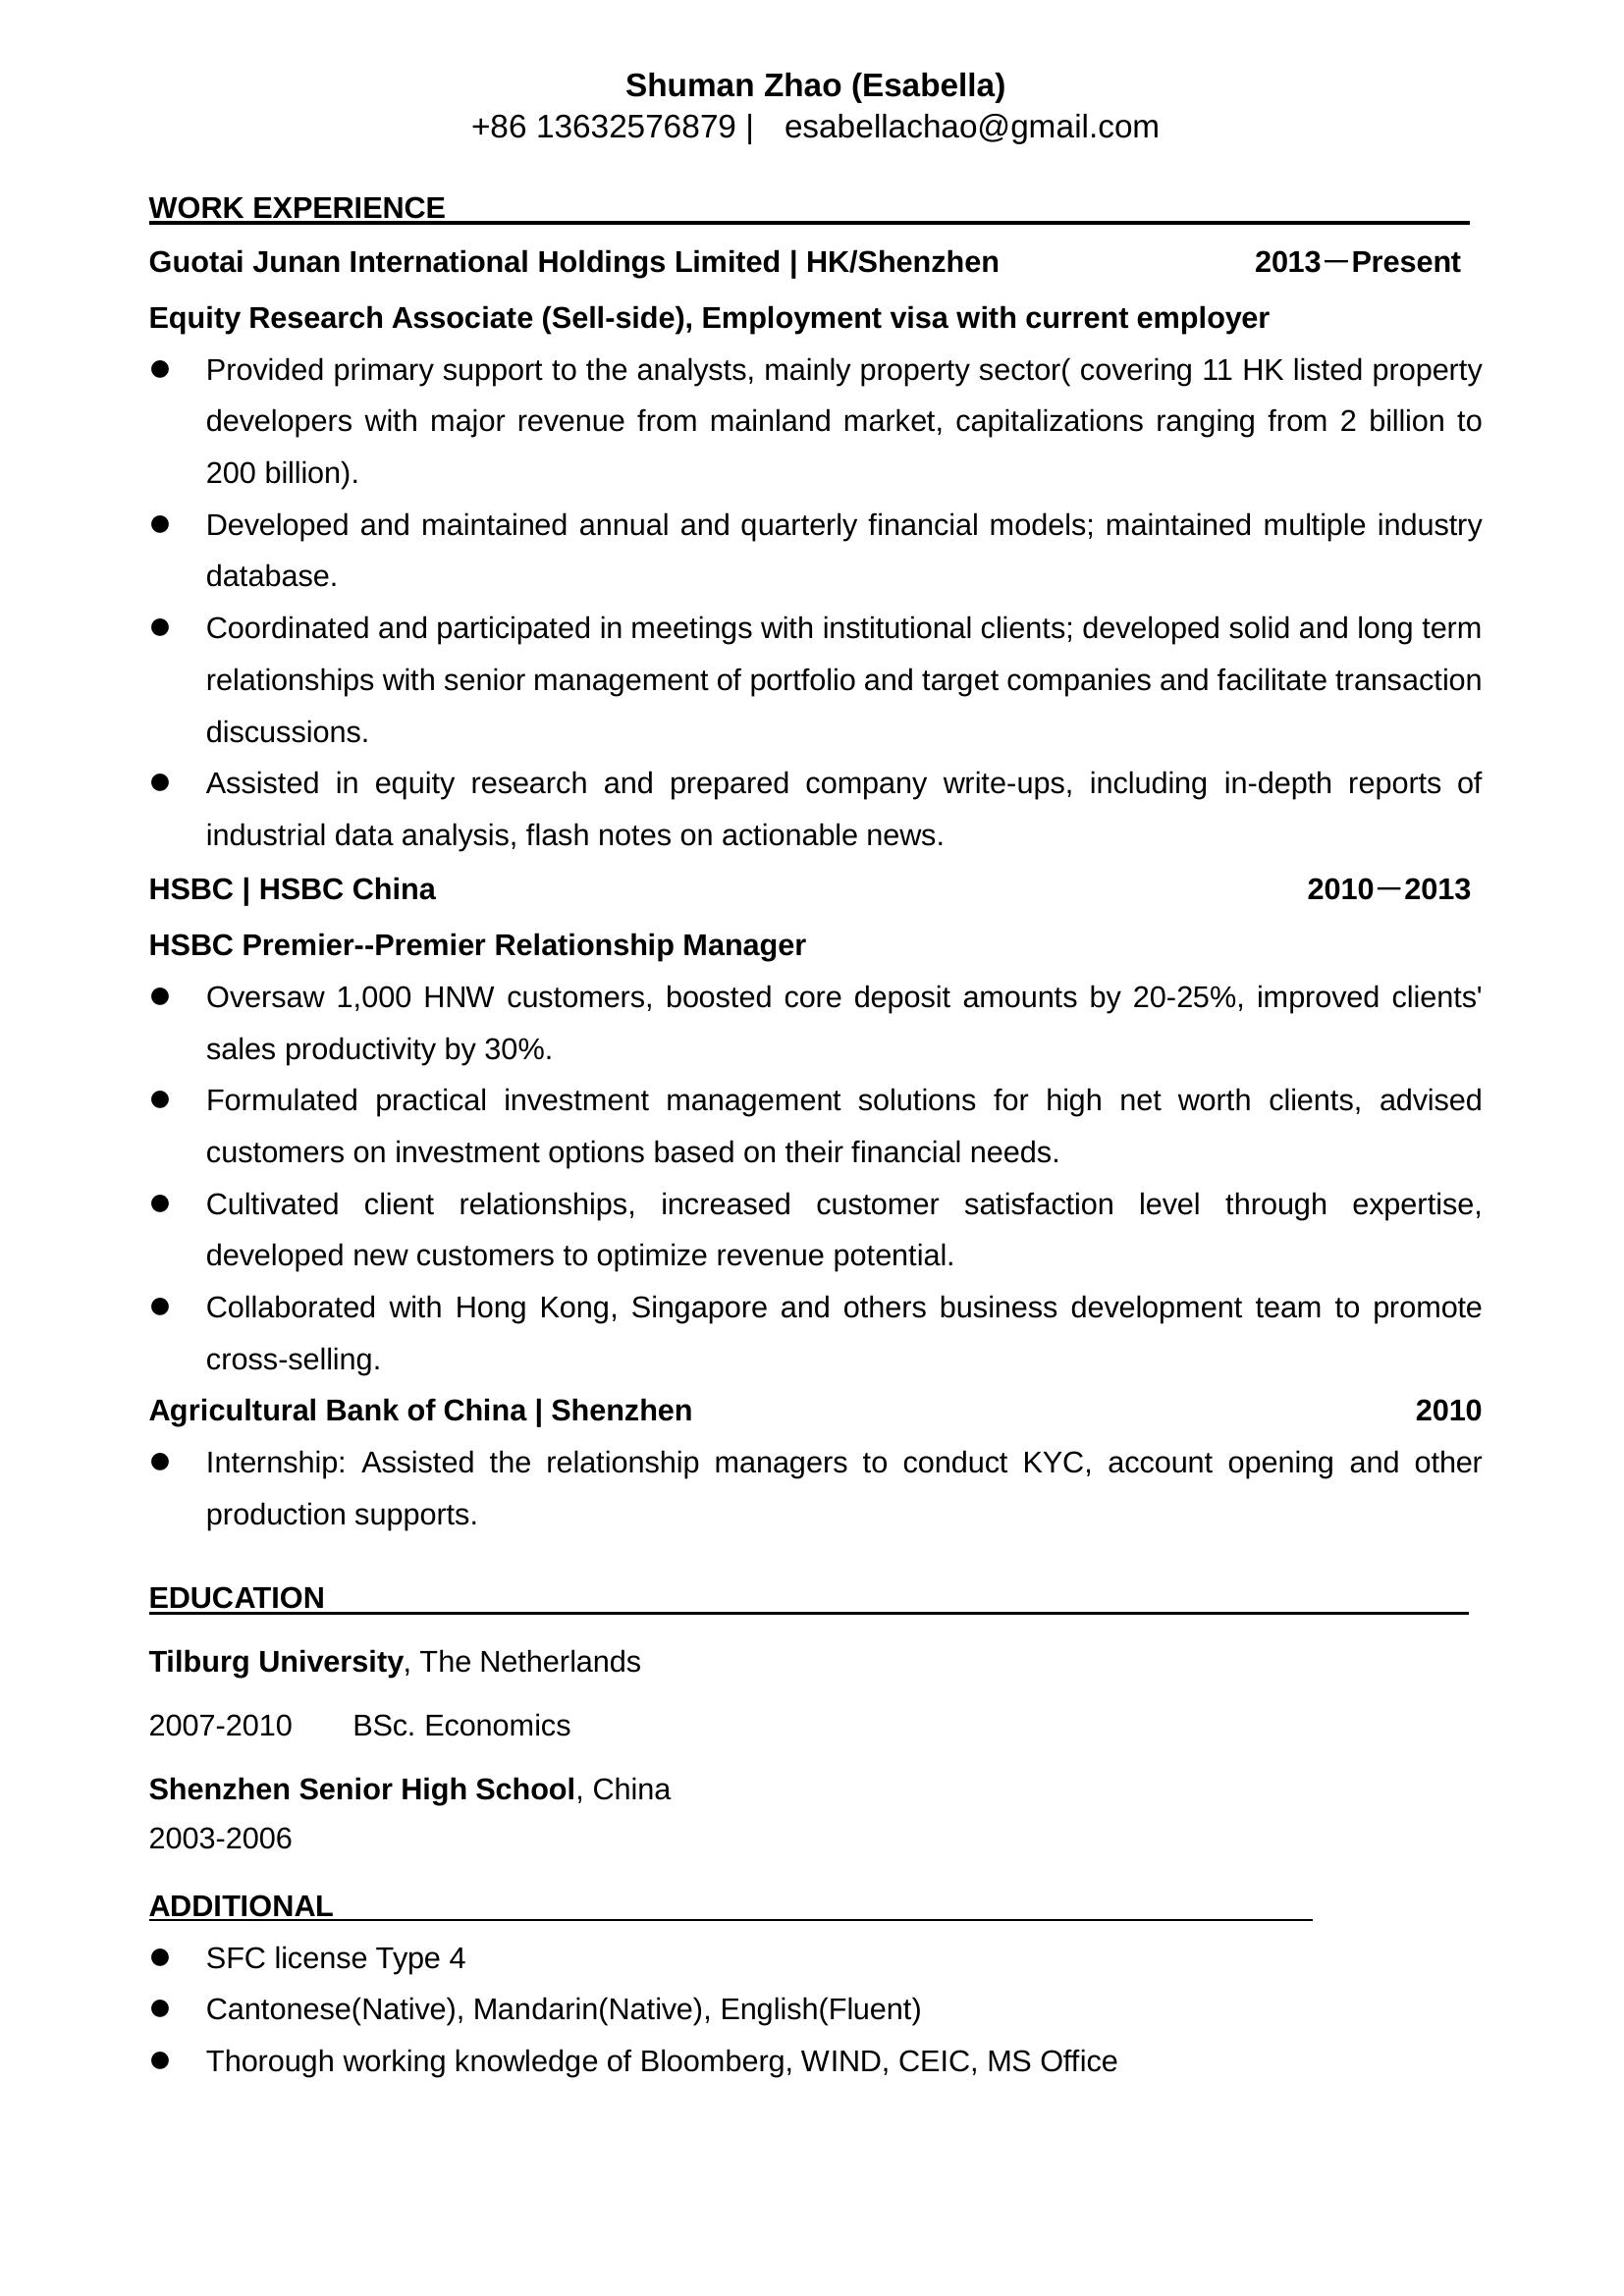 Shuman Zhao (Esabella)
+86 13632576879 | esabellachao@gmail.com
WORK EXPERIENCE
Guotai Junan International Holdings Limited | HK/Shenzhen 2013—Present
Equity Research Associate (Sell-side), Employment visa with current employer
● Provided primary support to the analysts, mainly property sector( covering 11 HK listed property
developers with major revenue from mainland market, capitalizations ranging from 2 billion to
200 billion).
● Developed and maintained annual and quarterly financial models; maintained multiple industry
database.
● Coordinated and participated in meetings with institutional clients; developed solid and long term
relationships with senior management of portfolio and target companies and facilitate transaction
discussions.
● Assisted in equity research and prepared company write-ups, including in-depth reports of
industrial data analysis, flash notes on actionable news.
HSBC | HSBC China 2010—2013
HSBC Premier--Premier Relationship Manager
● Oversaw 1,000 HNW customers, boosted core deposit amounts by 20-25%, improved clients'
sales productivity by 30%.
● Formulated practical investment management solutions for high net worth clients, advised
customers on investment options based on their financial needs.
● Cultivated client relationships, increased customer satisfaction level through expertise,
developed new customers to optimize revenue potential.
● Collaborated with Hong Kong, Singapore and others business development team to promote
cross-selling.
Agricultural Bank of China | Shenzhen 2010
● Internship: Assisted the relationship managers to conduct KYC, account opening and other
production supports.
EDUCATION
Tilburg University, The Netherlands
2007-2010 BSc. Economics
Shenzhen Senior High School, China
2003-2006
ADDITIONAL
● SFC license Type 4
● Cantonese(Native), Mandarin(Native), English(Fluent)
● Thorough working knowledge of Bloomberg, WIND, CEIC, MS Office